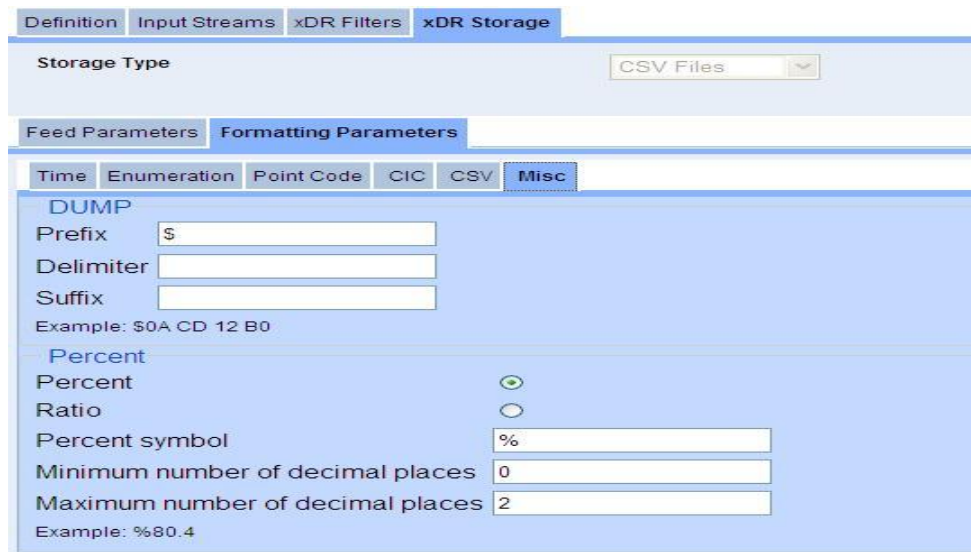 Definition Input Streams xDR Filters xDR Storage
Storage Type CSV Files
Feed Parameters Formatting Parameters
Time Enumeration Point Code CIC CSV Misc
DUMP
Prefix $
Delimiter
Suffix
Example: $0A CD 12 B0
Percent
Percent
Ratio
Percent symbol %
Minimum number of decimal places 0
Maximum number of decimal places 2
Example: %80.4